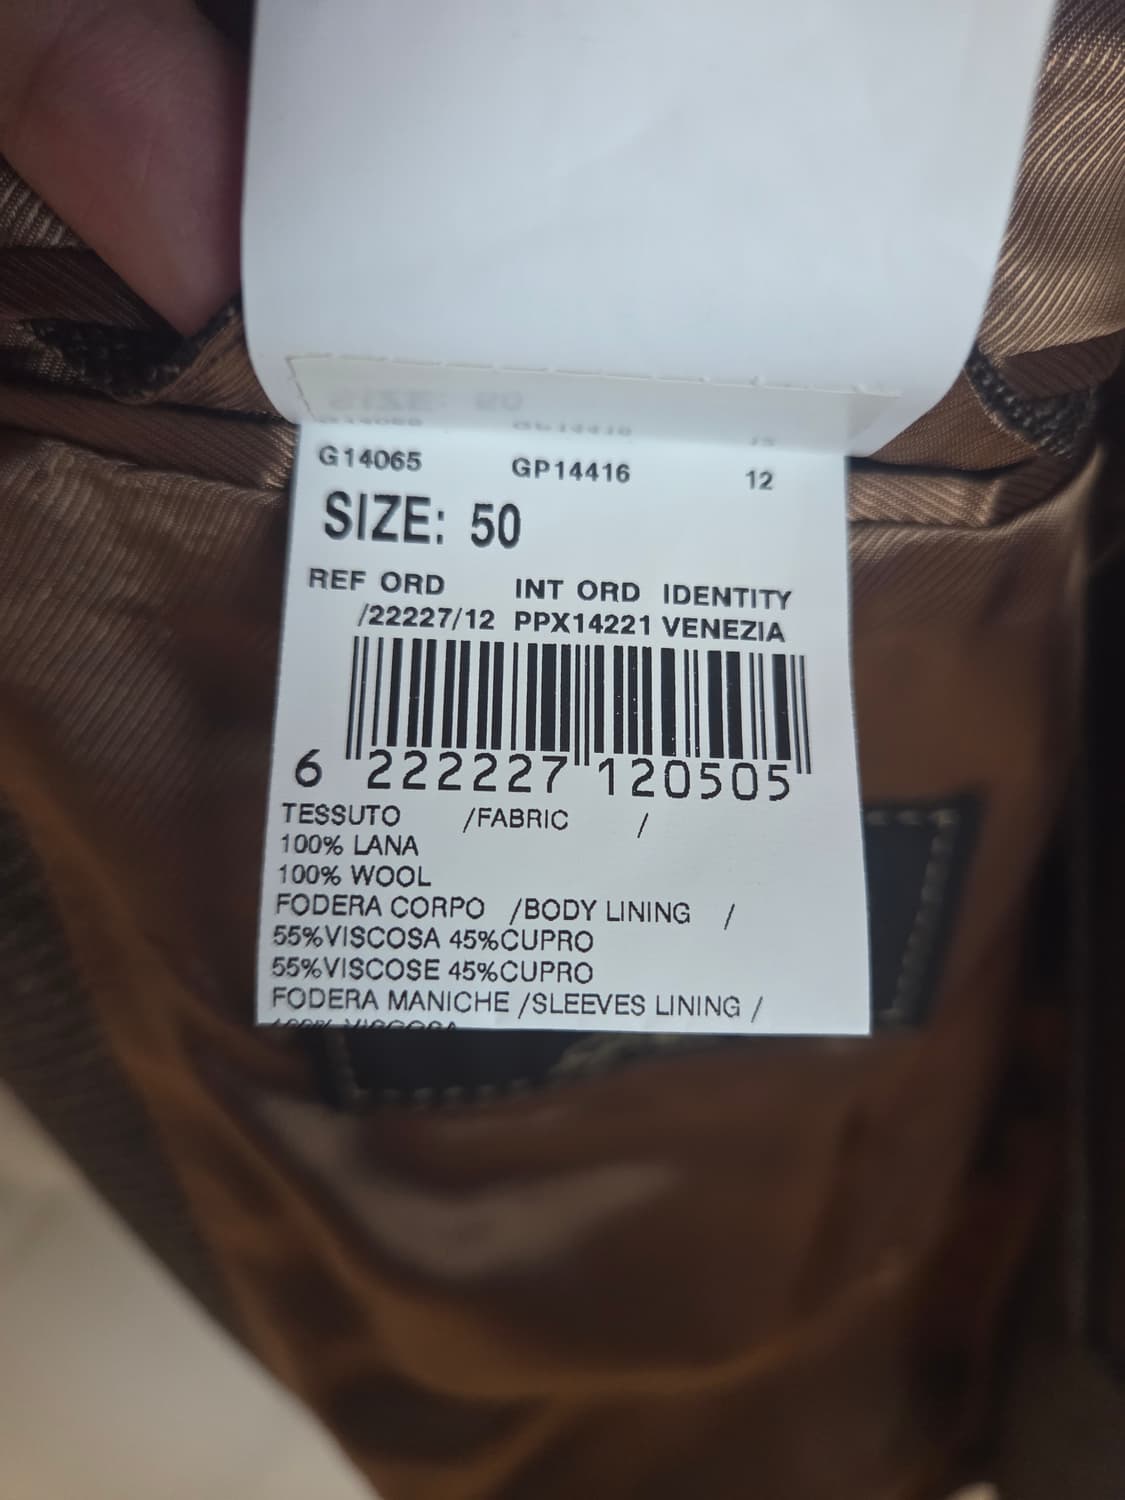 G14065 GP14416 12
SIZE: 50
REF ORD INT ORD IDENTITY
/22227/12 PPX14221 VENEZIA
6 222227 120505
TESSUTO /FABRIC /
100% LANA
100% WOOL
FODERA CORPO /BODY LINING /
55%VISCOSA 45%CUPRO
55%VISCOSE 45%CUPRO
FODERA MANICHE /SLEEVES LINING /